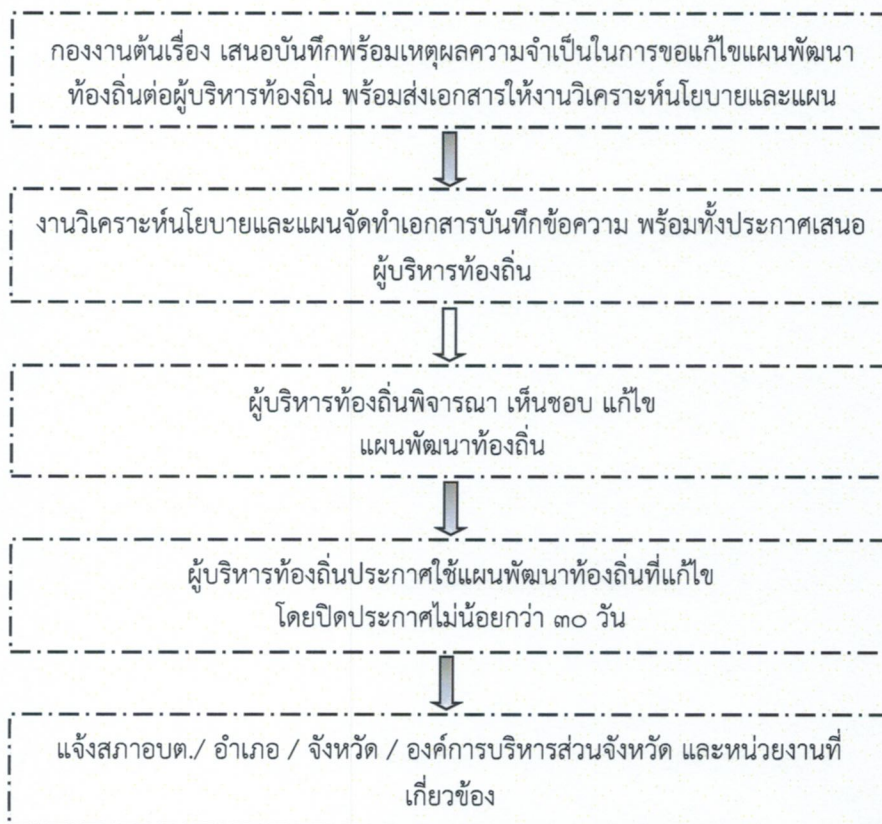 กองงานต้นเรื่อง เสนอบันทึกพร้อมเหตุผลความจำเป็นในการขอแก้ไขแผนพัฒนา
ท้องถิ่นต่อผู้บริหารท้องถิ่น พร้อมส่งเอกสารให้งานวิเคราะห์นโยบายและแผน
งานวิเคราะห์นโยบายและแผนจัดทำเอกสารบันทึกข้อความ พร้อมทั้งประกาศเสนอ
ผู้บริหารท้องถิ่น
ผู้บริหารท้องถิ่นพิจารณา เห็นชอบ แก้ไข
แผนพัฒนาท้องถิ่น
ผู้บริหารท้องถิ่นประกาศใช้แผนพัฒนาท้องถิ่นที่แก้ไข
โดยปิดประกาศไม่น้อยกว่า ๓๐ วัน
แจ้งสภาอบต./ อำเภอ / จังหวัด / องค์การบริหารส่วนจังหวัด และหน่วยงานที่
เกี่ยวข้อง